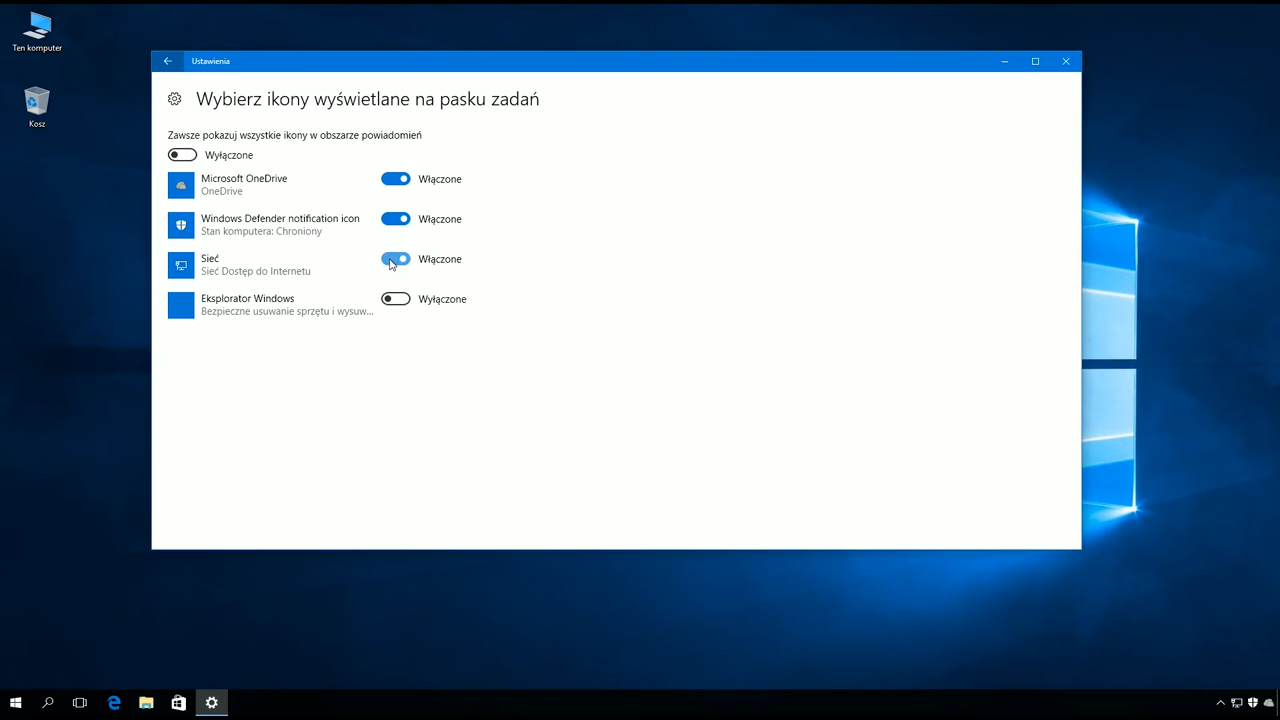 Ten komputer
Kosz
Ustawienia
Wybierz ikony wyświetlane na pasku zadań
Zawsze pokazuj wszystkie ikony w obszarze powiadomień
Wyłączone
Microsoft OneDrive
OneDrive
Włączone
Windows Defender notification icon
Stan komputera: Chroniony
Włączone
Sieć
Sieć Dostęp do Internetu
Włączone
Eksplorator Windows
Bezpieczne usuwanie sprzętu i wysuw...
Wyłączone